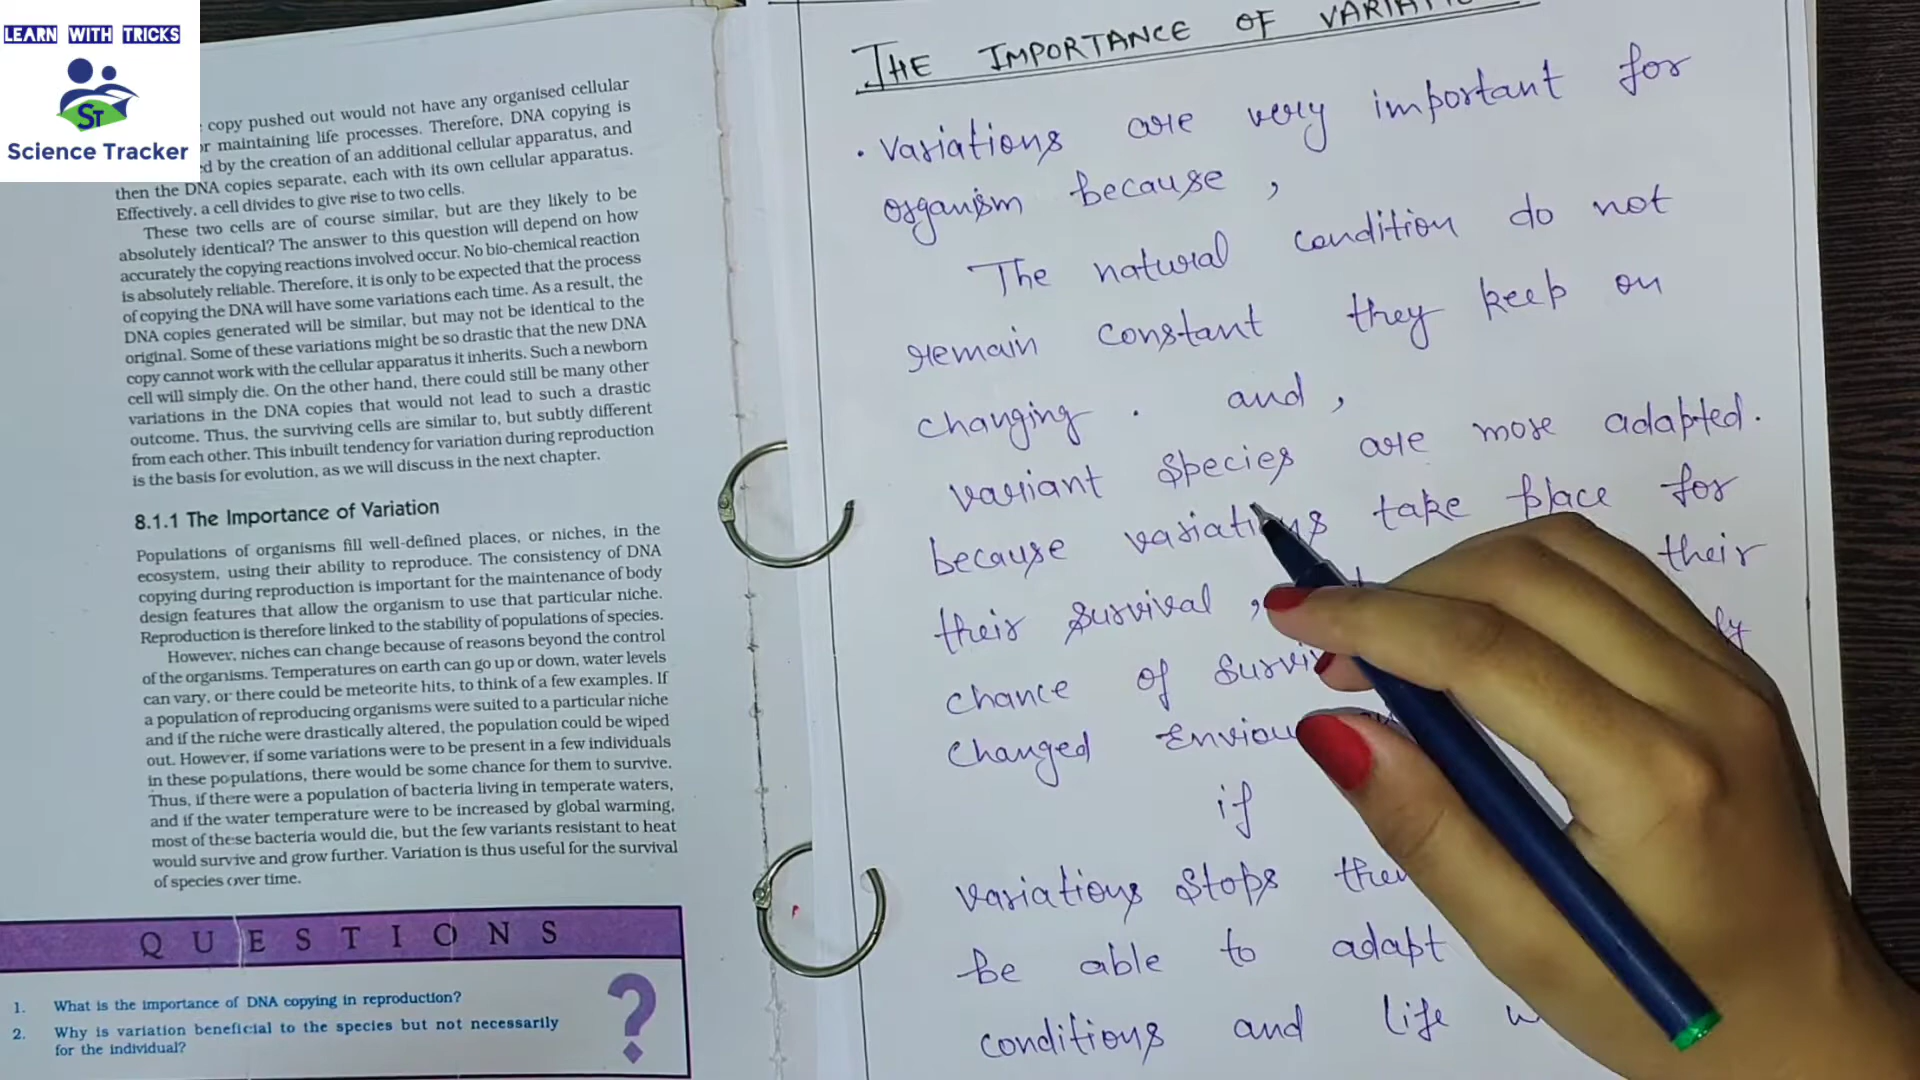 LEARN WITH TRICKS
ST
Science Tracker
copy pushed out would not have any organised cellular
maintaining life processes. Therefore, DNA copying is
by the creation of an additional cellular apparatus, and
then the DNA copies separate, each with its own cellular apparatus.
Effectively, a cell divides to give rise to two cells.
These two cells are of course similar, but are they likely to be
absolutely identical? The answer to this question will depend on how
accurately the copying reactions involved occur. No bio-chemical reaction
is absolutely reliable. Therefore, it is only to be expected that the process
of copying the DNA will have some variations each time. As a result, the
DNA copies generated will be similar, but may not be identical to the
original. Some of these variations might be so drastic that the new DNA
copy cannot work with the cellular apparatus it inherits. Such a newborn
cell will simply die. On the other hand, there could still be many other
variations in the DNA copies that would not lead to such a drastic
outcome. Thus, the surviving cells are similar to, but subtly different
from each other. This inbuilt tendency for variation during reproduction
is the basis for evolution, as we will discuss in the next chapter.
8.1.1 The Importance of Variation
Populations of organisms fill well-defined places, or niches, in the
ecosystem, using their ability to reproduce. The consistency of DNA
copying during reproduction is important for the maintenance of body
design features that allow the organism to use that particular niche.
Reproduction is therefore linked to the stability of populations of species.
However, niches can change because of reasons beyond the control
of the organisms. Temperatures on earth can go up or down, water levels
can vary, or there could be meteorite hits, to think of a few examples. If
a population of reproducing organisms were suited to a particular niche
and if the niche were drastically altered, the population could be wiped
out. However, if some variations were to be present in a few individuals
in these populations, there would be some chance for them to survive.
Thus, if there were a population of bacteria living in temperate waters,
and if the water temperature were to be increased by global warming,
most of these bacteria would die, but the few variants resistant to heat
would survive and grow further. Variation is thus useful for the survival
of species over time.
QUESTIONS
?
1. What is the importance of DNA copying in reproduction?
2. Why is variation beneficial to the species but not necessarily
for the individual?
THE IMPORTANCE OF
. Variations are very important for
organism because ,
The natural condition do not
remain constant they keep on
changing . and ,
variant species are more adapted.
because variations take place for
their survival , their
chance of
changed
if
variations stops
be able to adapt
conditions and life